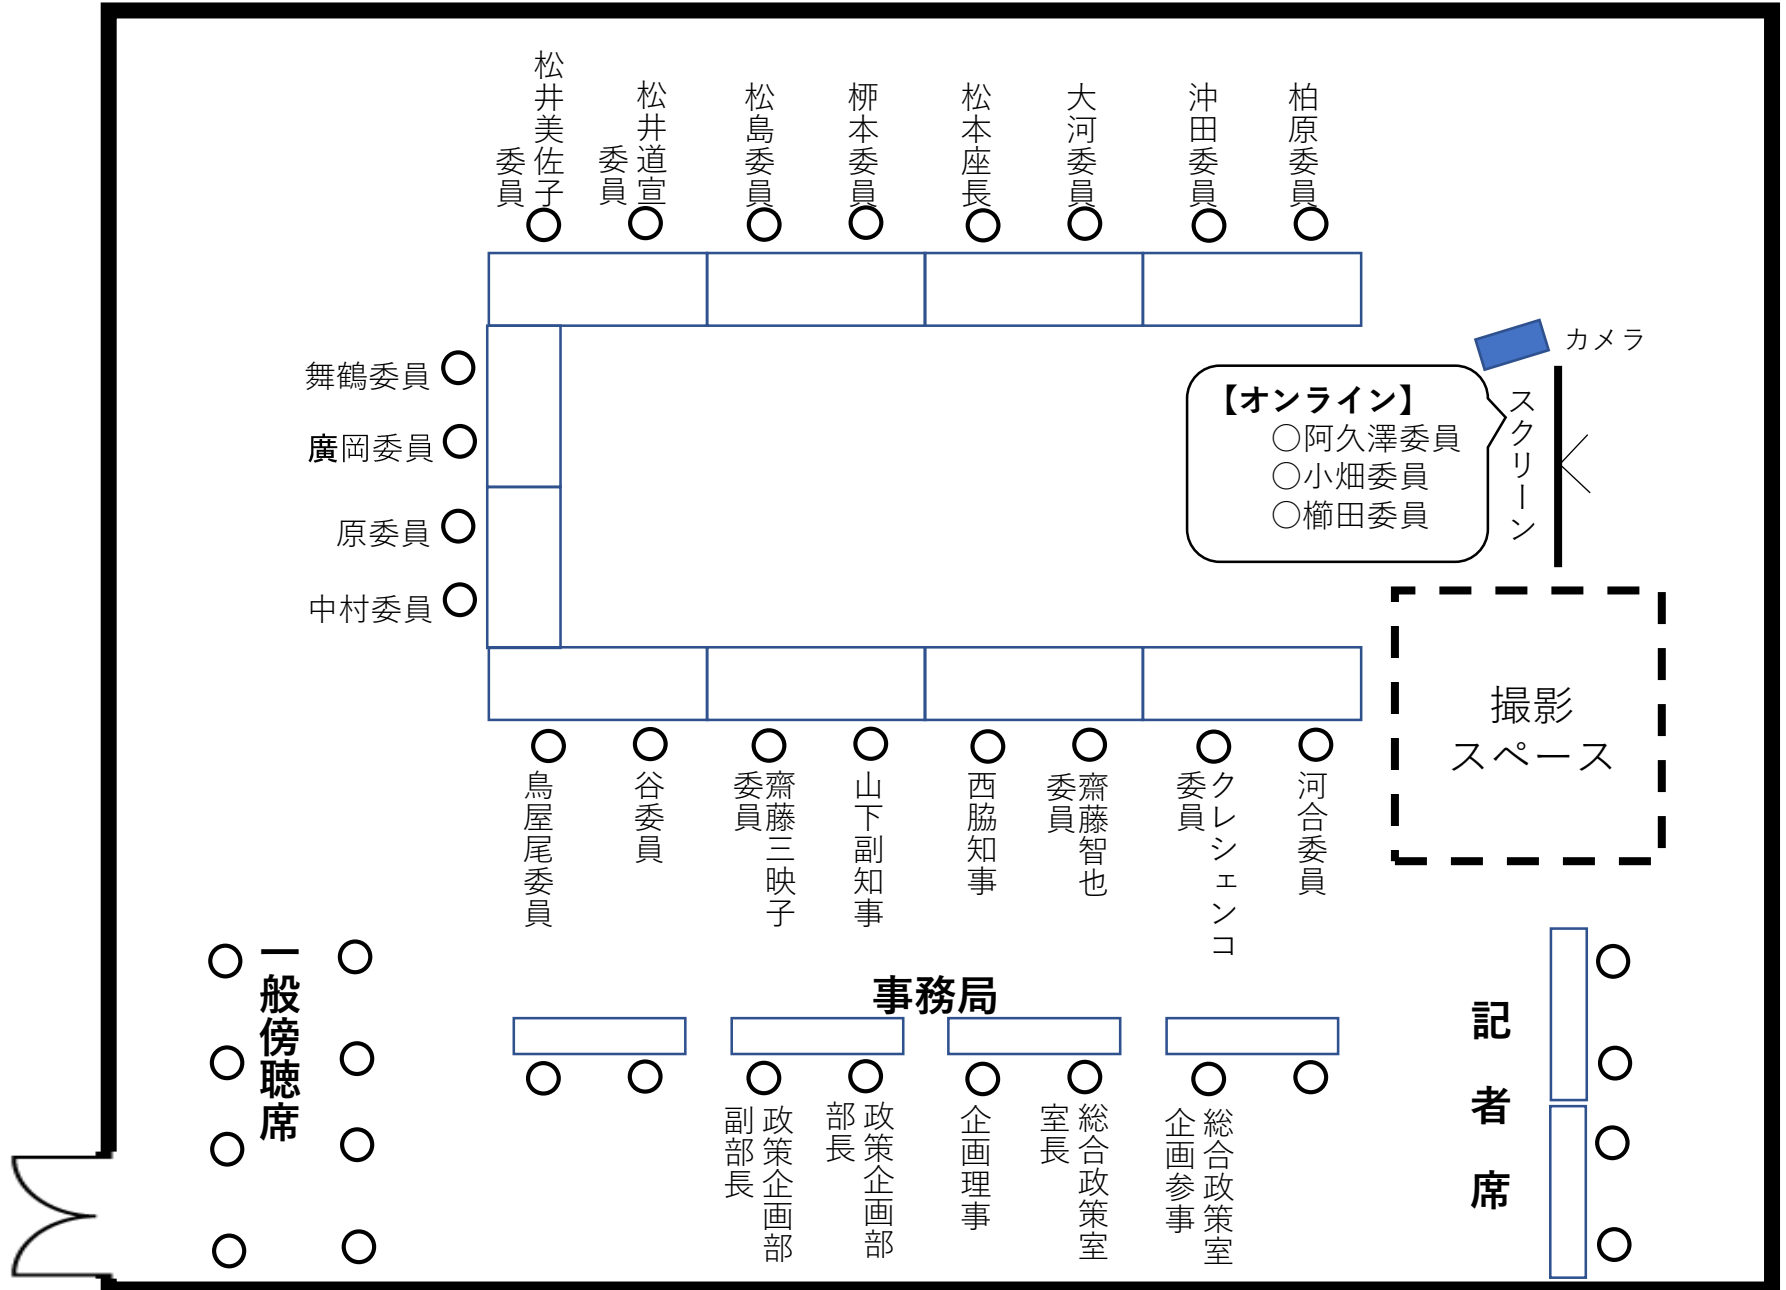 松井美佐子
委員
松井道宣
委員
松島委員
栁本委員
松本座長
大河委員
沖田委員
柏原委員
カメラ
スクリーン
【オンライン】
○阿久澤委員
○小畑委員
○櫛田委員
舞鶴委員
廣岡委員
原委員
中村委員
撮影
スペース
鳥屋尾委員
谷委員
齋藤三映子
委員
山下副知事
西脇知事
齋藤智也
委員
クレシェンコ
委員
河合委員
一般傍聴席
事務局
記者席
政策企画部
副部長
政策企画部
部長
企画理事
総合政策室
室長
総合政策室
企画参事